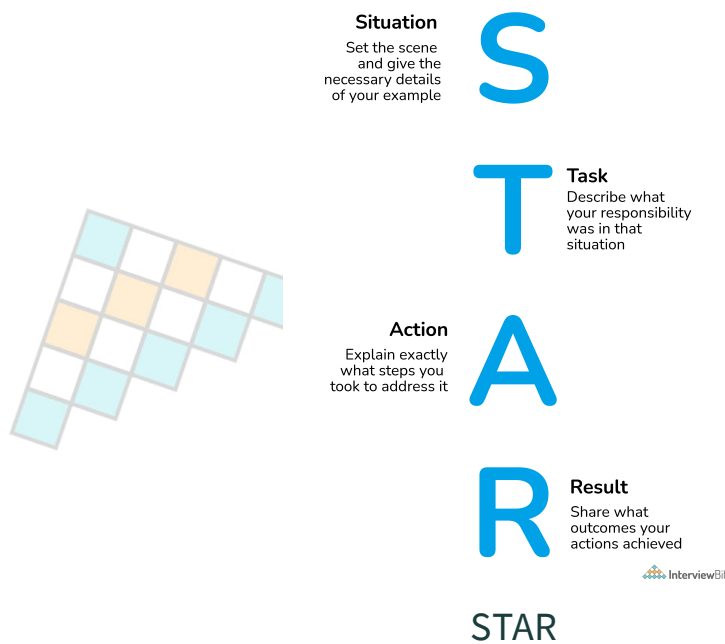 Situation
Set the scene
and give the
necessary details
of your example
S
T
Task
Describe what
your responsibility
was in that
situation
Action
Explain exactly
what steps you
took to address it
A
R
Result
Share what
outcomes your
actions achieved
InterviewBi
STAR